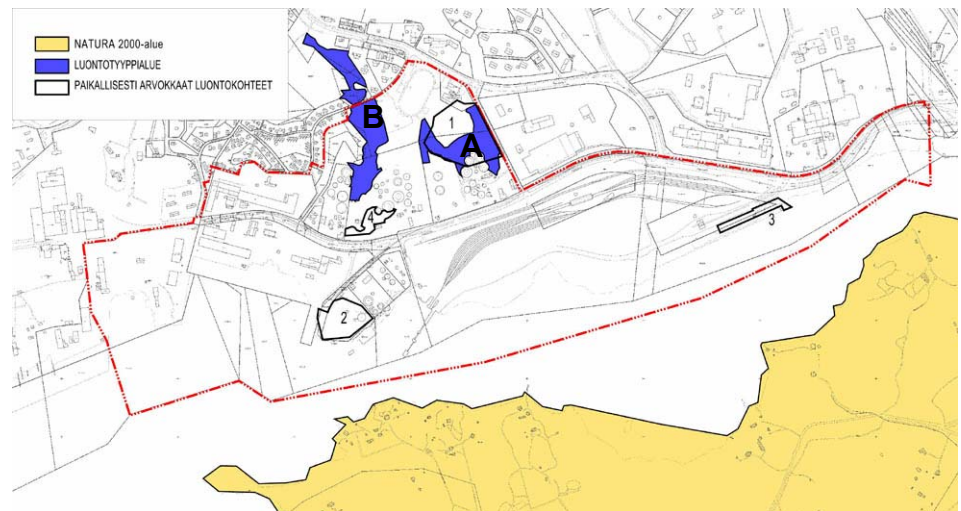 NATURA 2000-alue
LUONTOTYYPPIALUE
PAIKALLISESTI ARVOKKAAT LUONTOKOHTEET
B
1
A
4
3
2